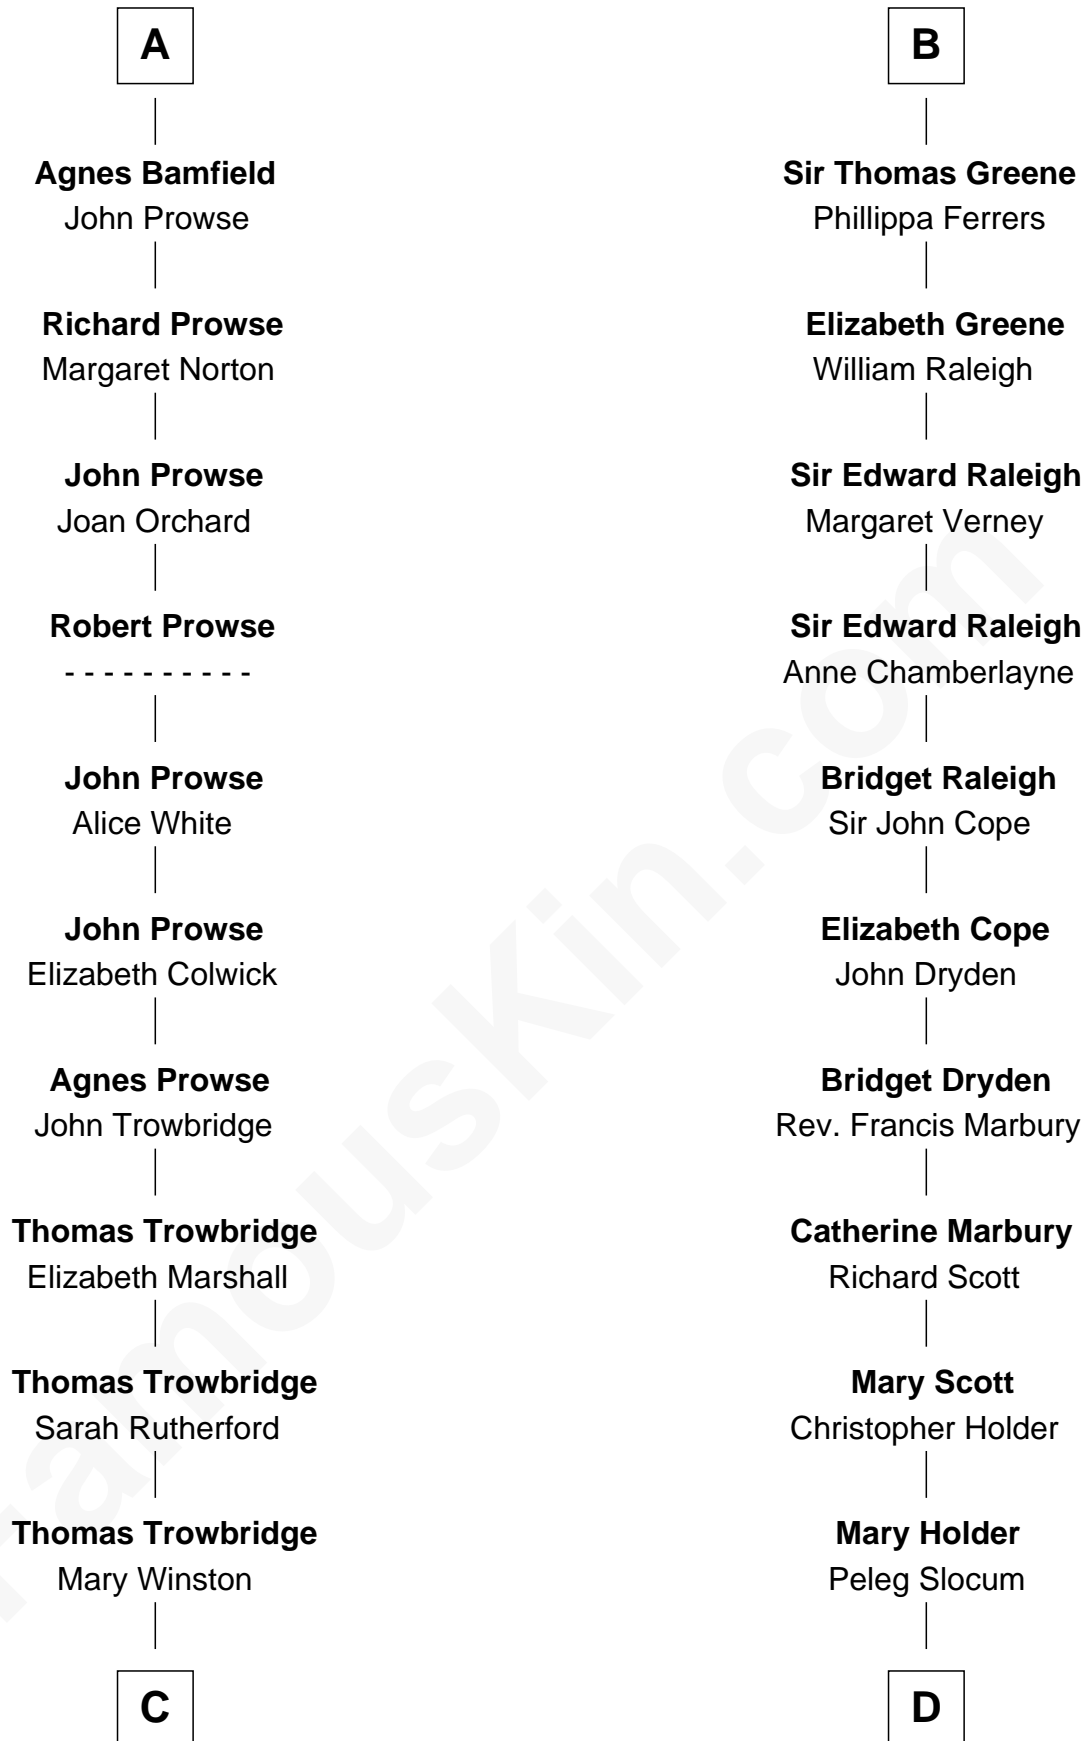 A
Agnes Bamfield
John Prowse
Richard Prowse
Margaret Norton
John Prowse
Joan Orchard
Robert Prowse
- - - - - - - - - -
John Prowse
Alice White
John Prowse
Elizabeth Colwick
Agnes Prowse
John Trowbridge
Thomas Trowbridge
Elizabeth Marshall
Thomas Trowbridge
Sarah Rutherford
Thomas Trowbridge
Mary Winston
C
B
Sir Thomas Greene
Phillippa Ferrers
Elizabeth Greene
William Raleigh
Sir Edward Raleigh
Margaret Verney
Sir Edward Raleigh
Anne Chamberlayne
Bridget Raleigh
Sir John Cope
Elizabeth Cope
John Dryden
Bridget Dryden
Rev. Francis Marbury
Catherine Marbury
Richard Scott
Mary Scott
Christopher Holder
Mary Holder
Peleg Slocum
D
FamousKin.com